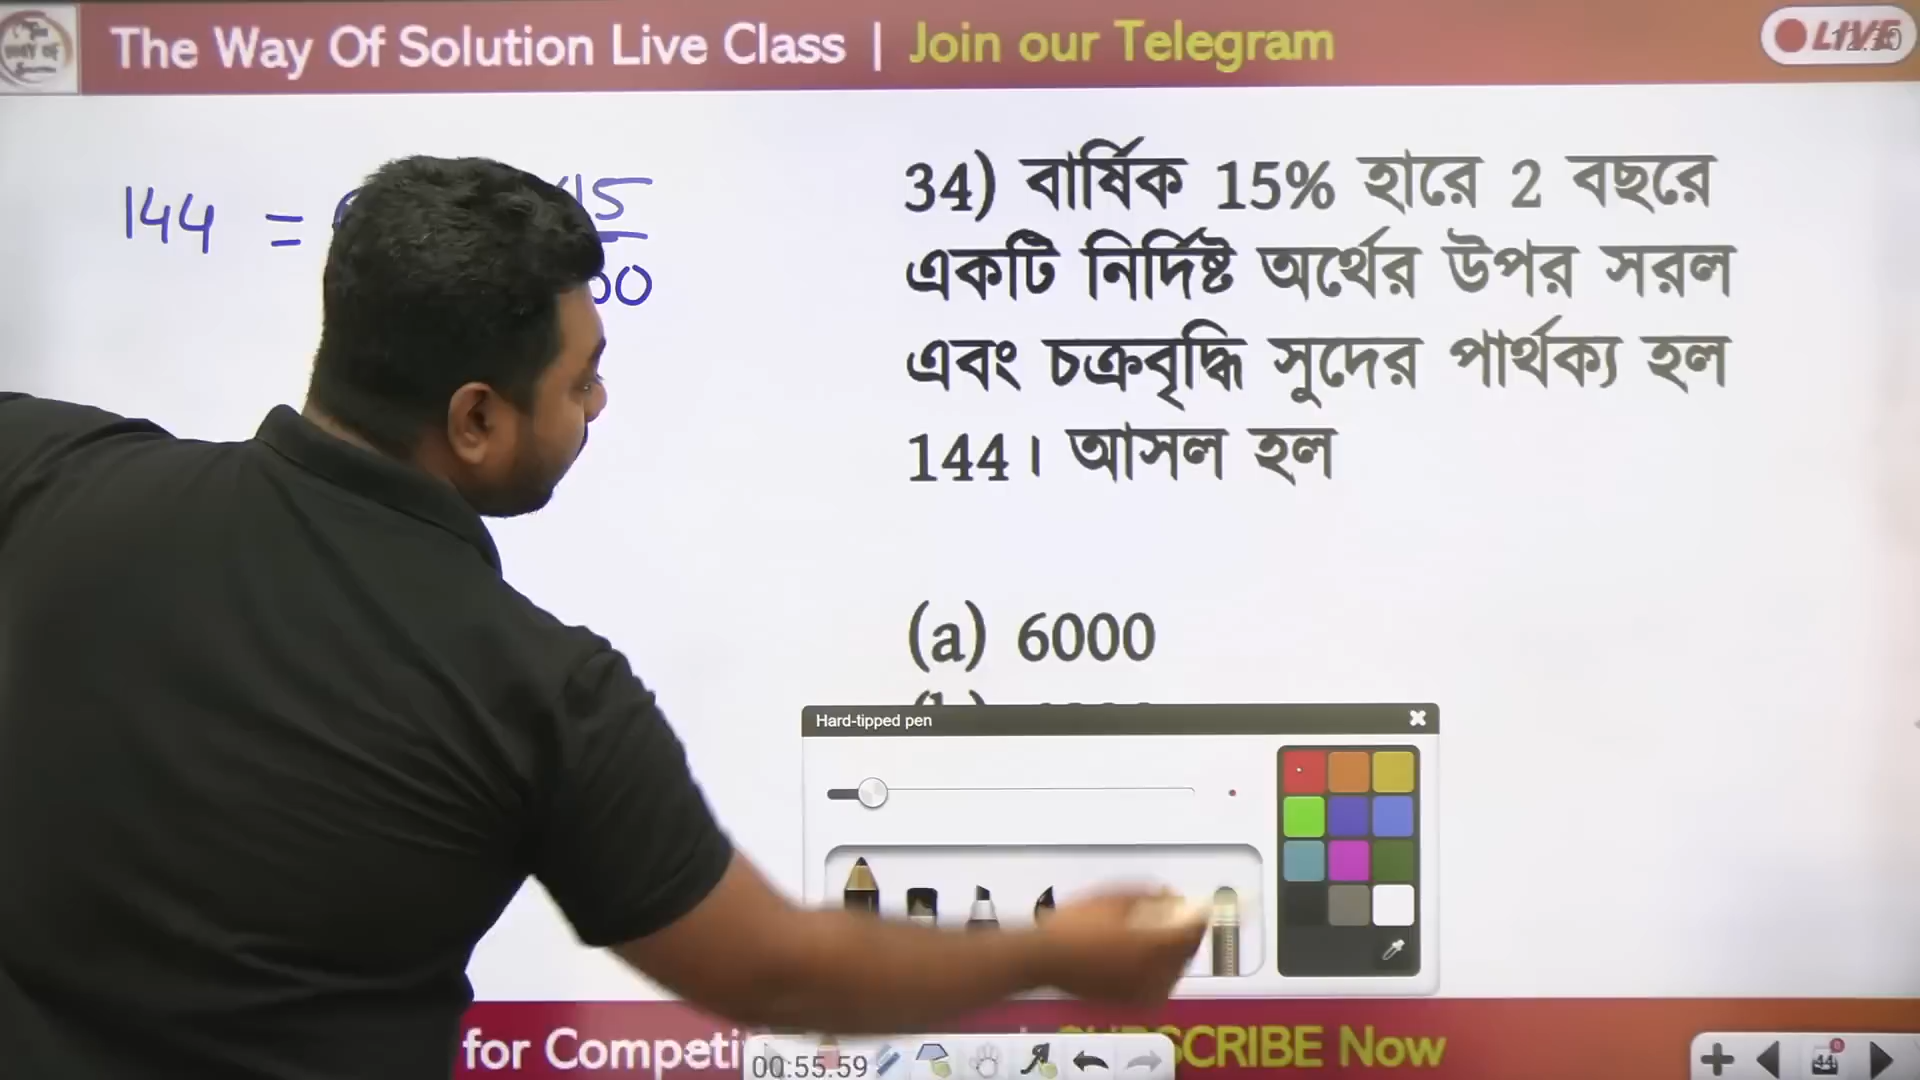 The Way Of Solution Live Class | Join our Telegram
LIVE
144 =
15
00
34) বার্ষিক 15% হারে 2 বছরে
একটি নির্দিষ্ট অর্থের উপর সরল
এবং চক্রবৃদ্ধি সুদের পার্থক্য হল
144। আসল হল
(a) 6000
Hard-tipped pen
for Competi
SCRIBE Now
00:55.59
44